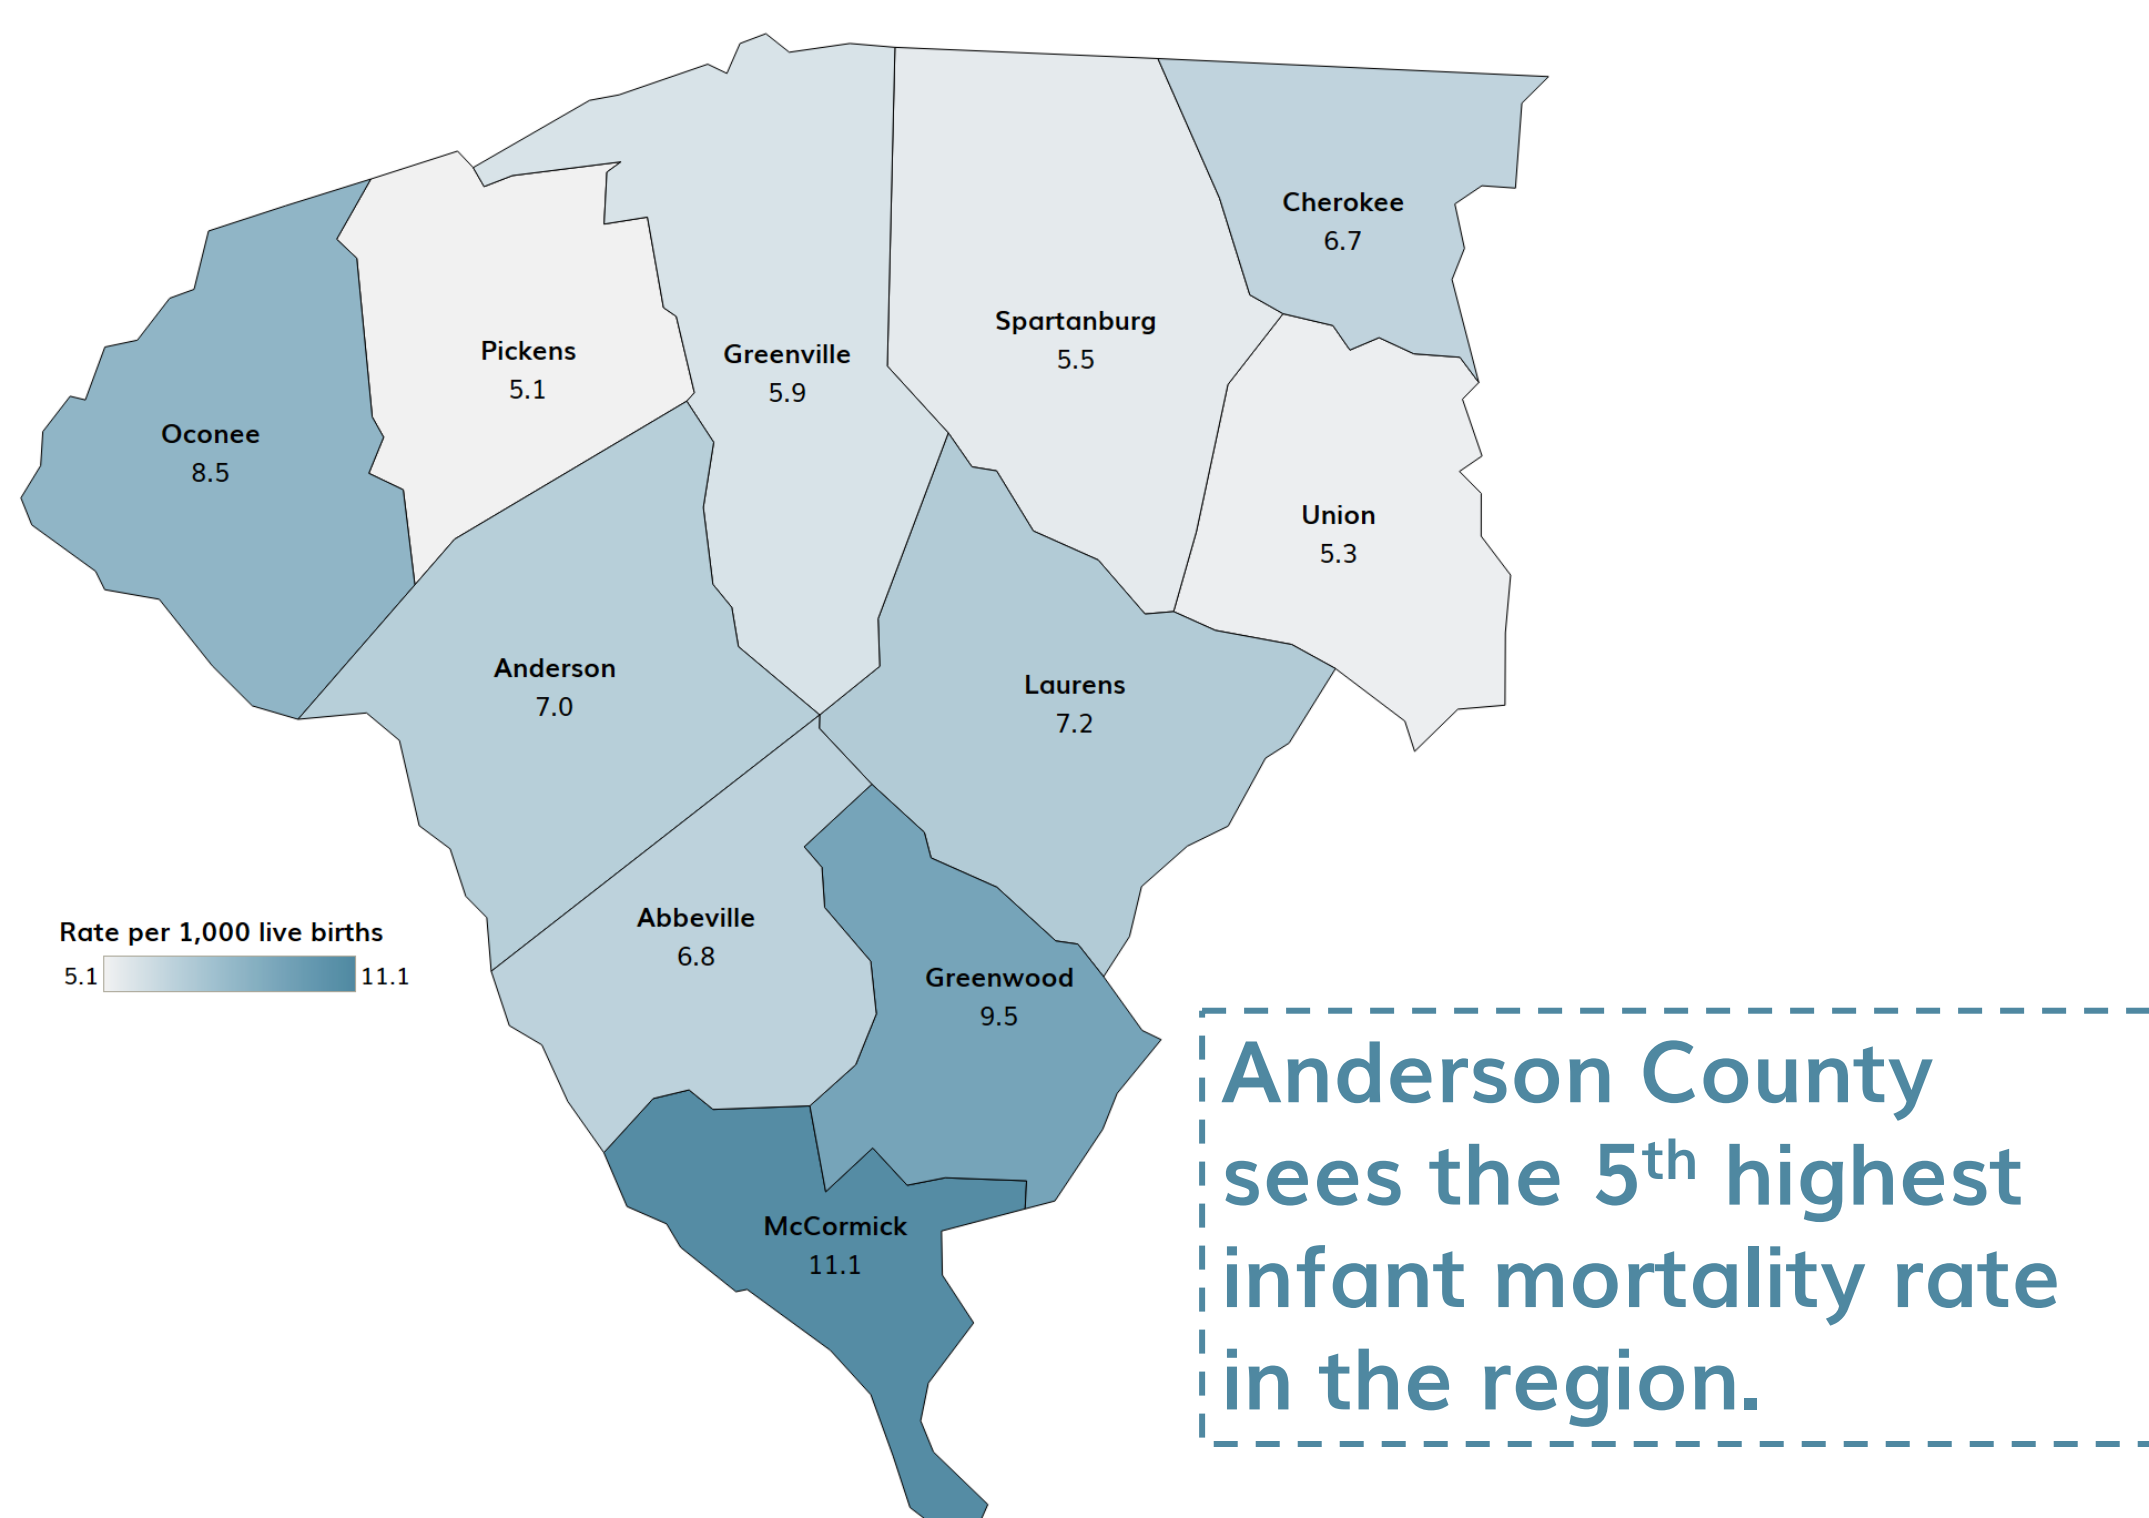 Cherokee
6.7
Spartanburg
5.5
Pickens
5.1
Greenville
5.9
Oconee
8.5
Union
5.3
Anderson
7.0
Laurens
7.2
Abbeville
6.8
Rate per 1,000 live births
5.1 11.1
Greenwood
9.5
McCormick
11.1
Anderson County
sees the 5th highest
infant mortality rate
in the region.